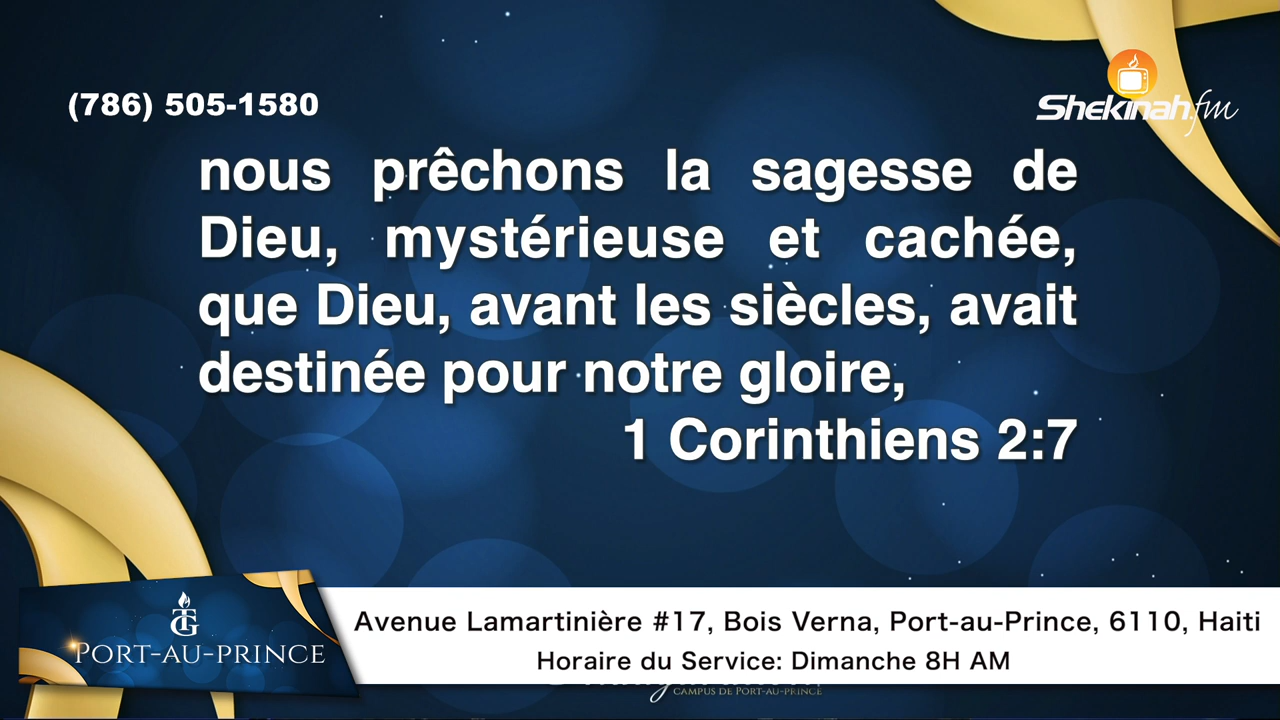 (786) 505-1580
Shekinah.fm
nous prêchons la sagesse de
Dieu, mystérieuse et cachée,
que Dieu, avant les siècles, avait
destinée pour notre gloire,
1 Corinthiens 2:7
TG
PORT-AU-PRINCE
Avenue Lamartinière #17, Bois Verna, Port-au-Prince, 6110, Haiti
Horaire du Service: Dimanche 8H AM
CAMPUS DE PORT-AU-PRINCE